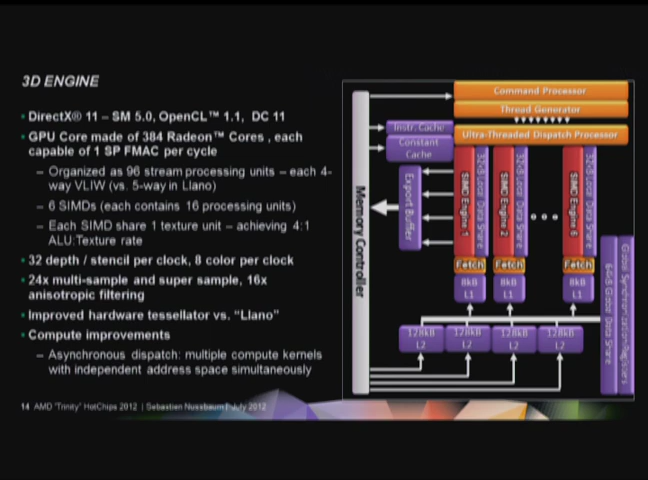 3D ENGINE
DirectX® 11 – SM 5.0, OpenCL™ 1.1, DC 11
GPU Core made of 384 Radeon™ Cores , each
capable of 1 SP FMAC per cycle
– Organized as 96 stream processing units – each 4-
way VLIW (vs. 5-way in Llano)
– 6 SIMDs (each contains 16 processing units)
– Each SIMD share 1 texture unit – achieving 4:1
ALU:Texture rate
32 depth / stencil per clock, 8 color per clock
24x multi-sample and super sample, 16x
anisotropic filtering
Improved hardware tessellator vs. "Llano"
Compute improvements
– Asynchronous dispatch: multiple compute kernels
with independent address space simultaneously
14 AMD "Trinity" HotChips 2012 | Sebastien Nussbaum | July 2012
Command Processor
Thread Generator
Ultra-Threaded Dispatch Processor
Instr. Cache
Constant
Cache
Export Buffer
Memory Controller
SIMD Engine 1
32kB Local Data Share
SIMD Engine 2
32kB Local Data Share
SIMD Engine 6
32kB Local Data Share
Fetch
Fetch
Fetch
8kB
L1
8kB
L1
8kB
L1
128kB
L2
128kB
L2
128kB
L2
128kB
L2
64kB Global Data Share
Global Synchronization Registers